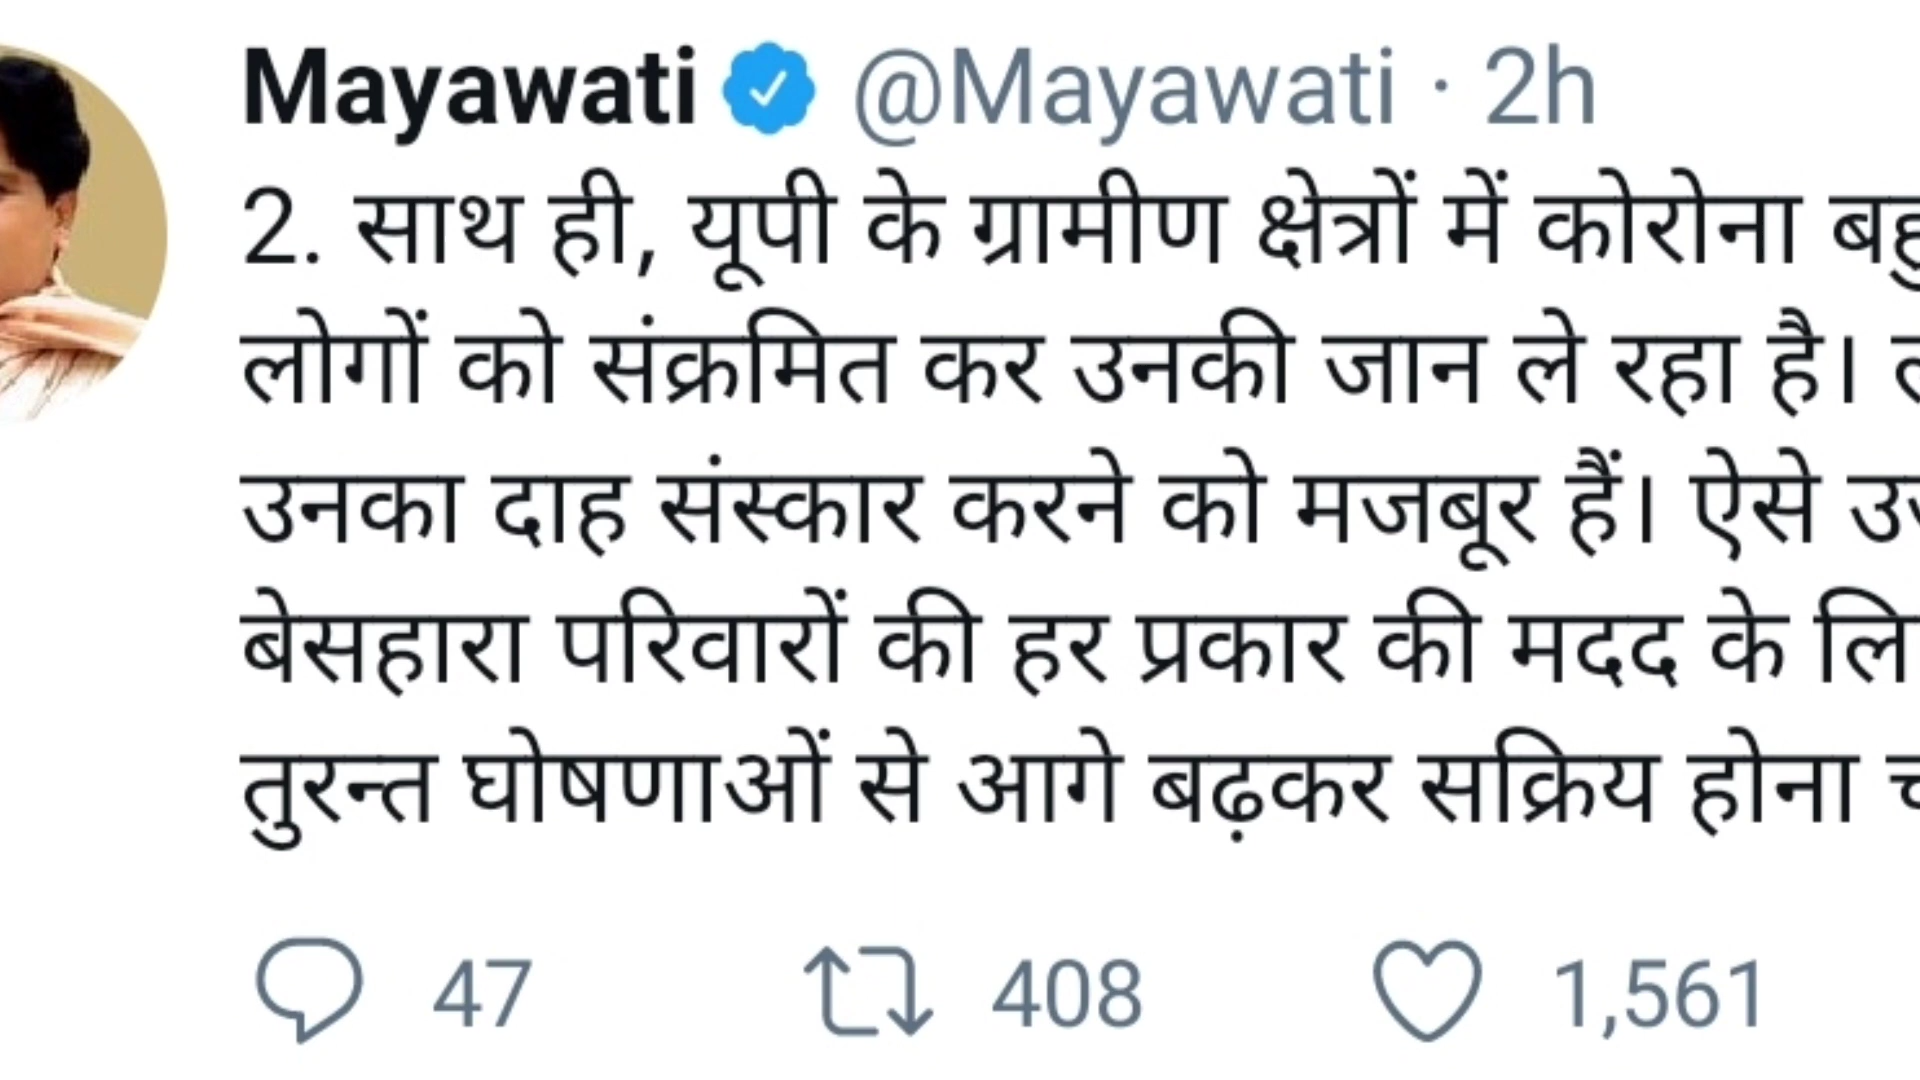 Mayawati @Mayawati · 2h
2. साथ ही, यूपी के ग्रामीण क्षेत्रों में कोरोना
लोगों को संक्रमित कर उनकी जान ले रहा है।
उनका दाह संस्कार करने को मजबूर हैं। ऐसे
बेसहारा परिवारों की हर प्रकार की मदद के
तुरन्त घोषणाओं से आगे बढ़कर सक्रिय होना
47 408 1,561